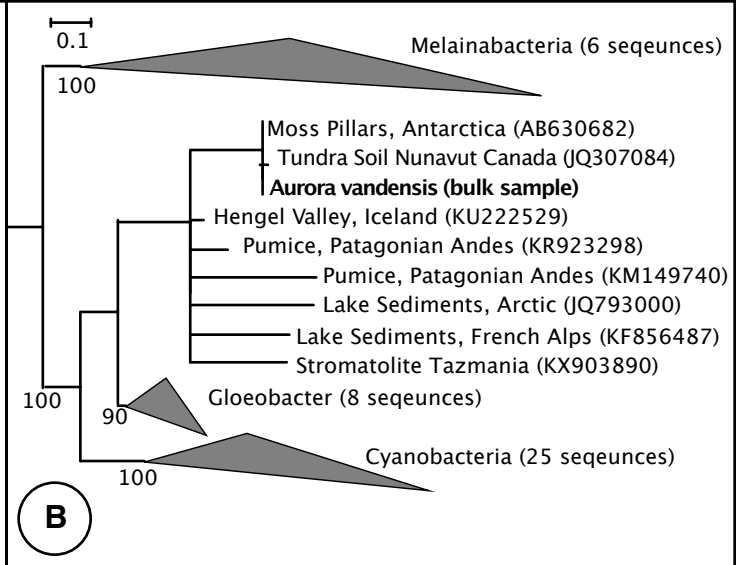 0.1
Melainabacteria (6 seqeunces)
100
Moss Pillars, Antarctica (AB630682)
Tundra Soil Nunavut Canada (JQ307084)
Aurora vandensis (bulk sample)
Hengel Valley, Iceland (KU222529)
Pumice, Patagonian Andes (KR923298)
Pumice, Patagonian Andes (KM149740)
Lake Sediments, Arctic (JQ793000)
Lake Sediments, French Alps (KF856487)
Stromatolite Tazmania (KX903890)
100
90
Gloeobacter (8 seqeunces)
Cyanobacteria (25 seqeunces)
100
B